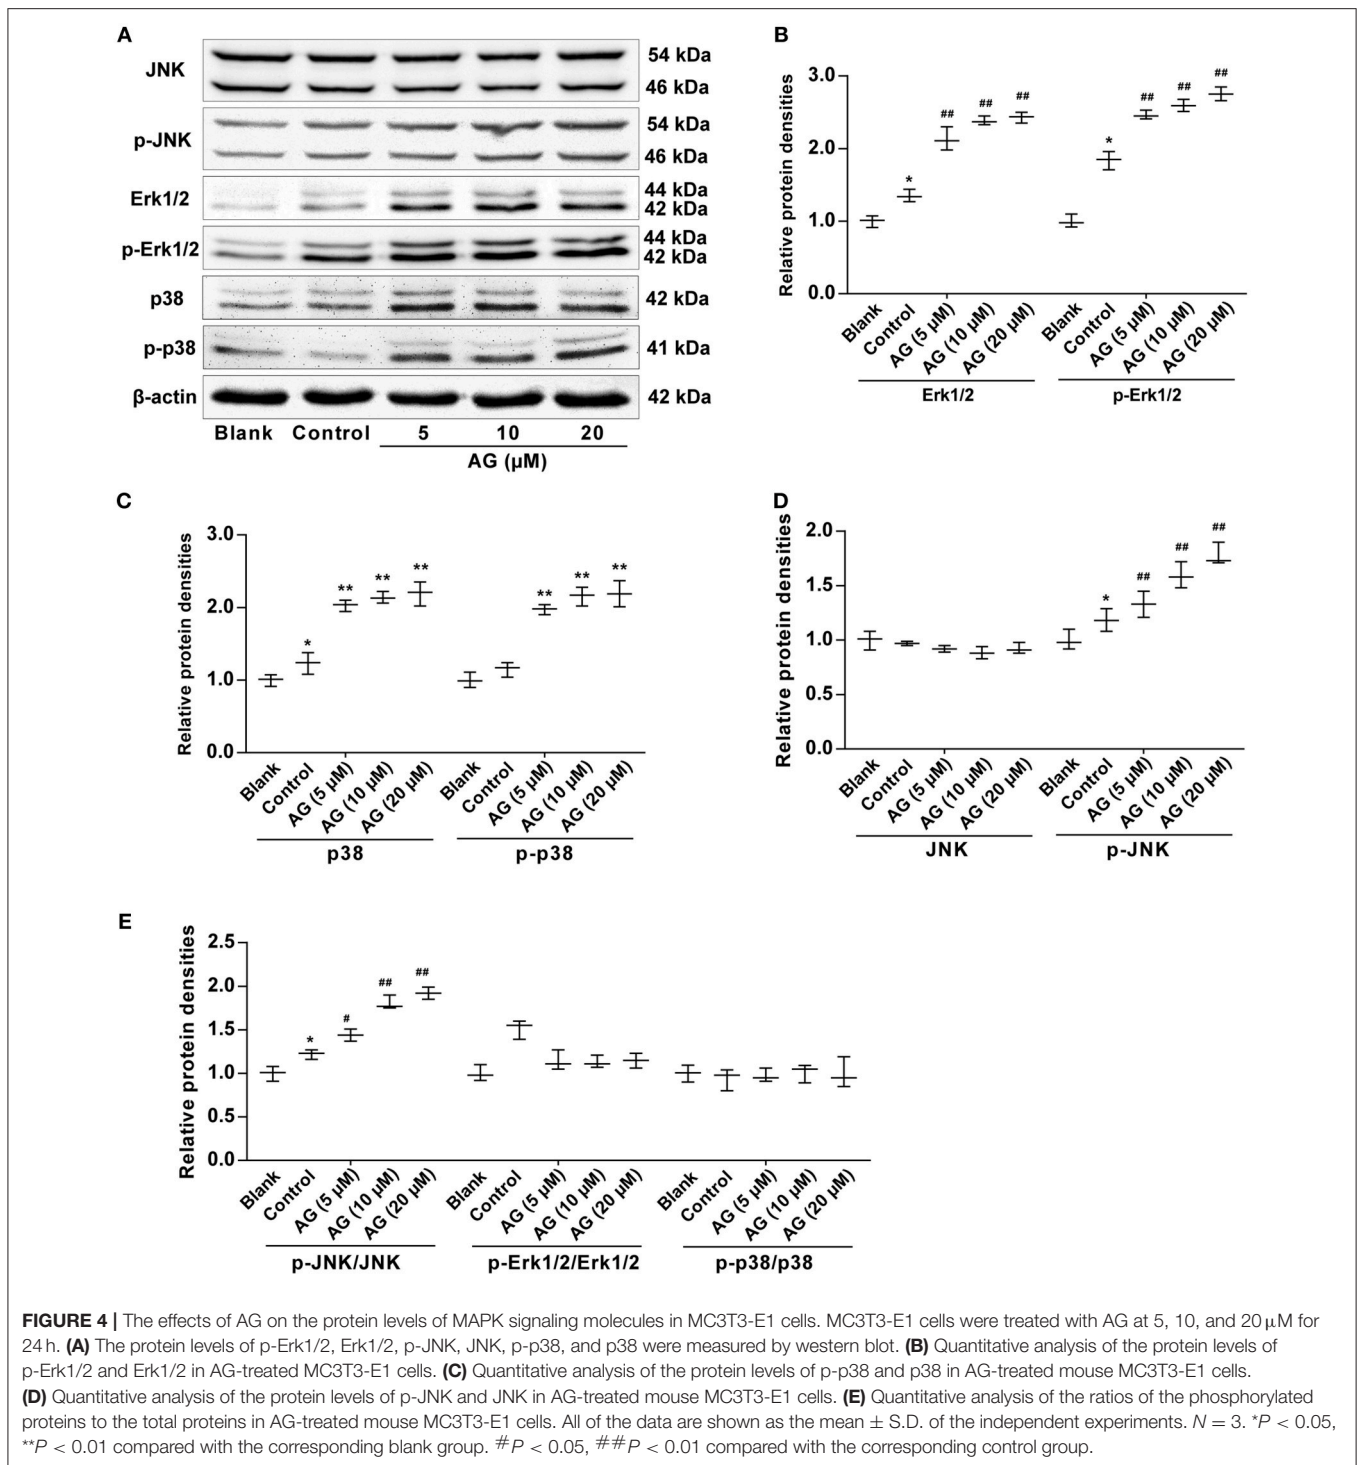 A
JNK
54 kDa
46 kDa
p-JNK
54 kDa
46 kDa
Erk1/2
44 kDa
42 kDa
p-Erk1/2
44 kDa
42 kDa
p38
42 kDa
p-p38
41 kDa
β-actin
42 kDa
Blank Control 5 10 20
AG (μM)
B
Relative protein densities
3.0
2.0
1.0
0.0
* ## ## ## * ## ## ##
Blank Control AG (5 μM) AG (10 μM) AG (20 μM) Blank Control AG (5 μM) AG (10 μM) AG (20 μM)
Erk1/2 p-Erk1/2
C
Relative protein densities
3.0
2.0
1.0
0.0
* ** ** ** ** ** **
Blank Control AG (5 μM) AG (10 μM) AG (20 μM) Blank Control AG (5 μM) AG (10 μM) AG (20 μM)
p38 p-p38
D
Relative protein densities
2.0
1.5
1.0
0.5
0.0
* ## ## ##
Blank Control AG (5 μM) AG (10 μM) AG (20 μM) Blank Control AG (5 μM) AG (10 μM) AG (20 μM)
JNK p-JNK
E
Relative protein densities
2.5
2.0
1.5
1.0
0.5
0.0
* # ## ##
Blank Control AG (5 μM) AG (10 μM) AG (20 μM) Blank Control AG (5 μM) AG (10 μM) AG (20 μM) Blank Control AG (5 μM) AG (10 μM) AG (20 μM)
p-JNK/JNK p-Erk1/2/Erk1/2 p-p38/p38
FIGURE 4 | The effects of AG on the protein levels of MAPK signaling molecules in MC3T3-E1 cells. MC3T3-E1 cells were treated with AG at 5, 10, and 20 μM for
24 h. (A) The protein levels of p-Erk1/2, Erk1/2, p-JNK, JNK, p-p38, and p38 were measured by western blot. (B) Quantitative analysis of the protein levels of
p-Erk1/2 and Erk1/2 in AG-treated MC3T3-E1 cells. (C) Quantitative analysis of the protein levels of p-p38 and p38 in AG-treated mouse MC3T3-E1 cells.
(D) Quantitative analysis of the protein levels of p-JNK and JNK in AG-treated mouse MC3T3-E1 cells. (E) Quantitative analysis of the ratios of the phosphorylated
proteins to the total proteins in AG-treated mouse MC3T3-E1 cells. All of the data are shown as the mean ± S.D. of the independent experiments. N = 3. *P < 0.05,
**P < 0.01 compared with the corresponding blank group. #P < 0.05, ##P < 0.01 compared with the corresponding control group.